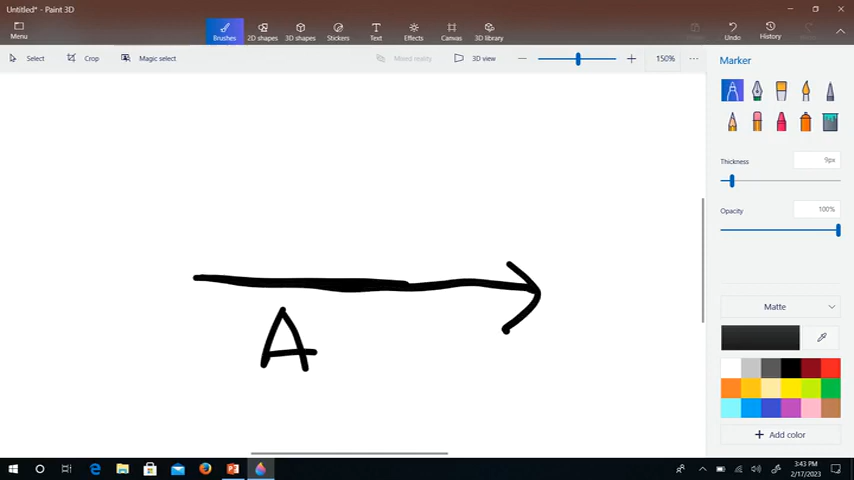 Untitled* - Paint 3D
Menu
Brushes
2D shapes
3D shapes
Stickers
Text
Effects
Canvas
3D library
Undo
History
Select
Crop
Magic select
Mixed reality
3D view
150%
Marker
Thickness
9px
Opacity
100%
Matte
Add color
A
3:43 PM
2/17/2023